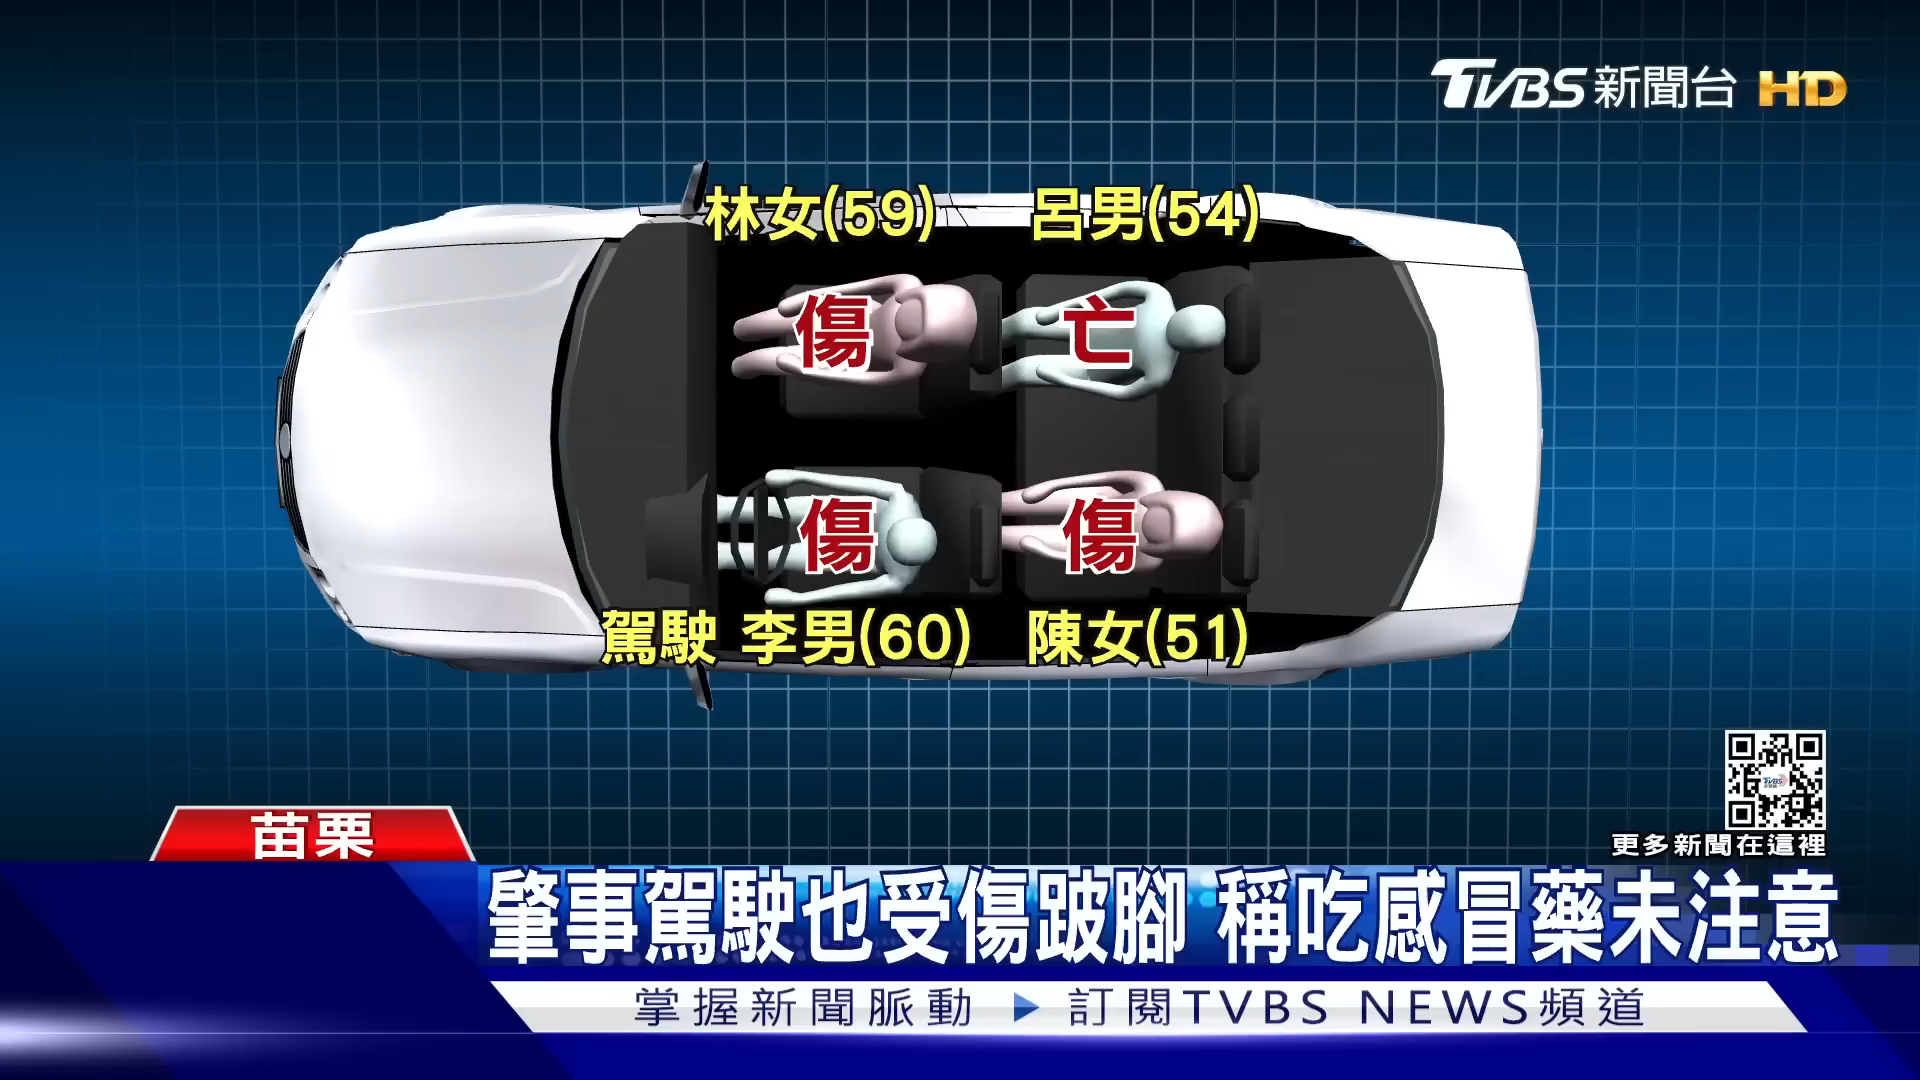 TVBS新聞台 HD
林女(59) 呂男(54)
傷 亡
傷 傷
駕駛 李男(60) 陳女(51)
TVBS
更多新聞在這裡
苗栗
肇事駕駛也受傷跛腳 稱吃感冒藥未注意
掌握新聞脈動 ▶ 訂閱TVBS NEWS頻道